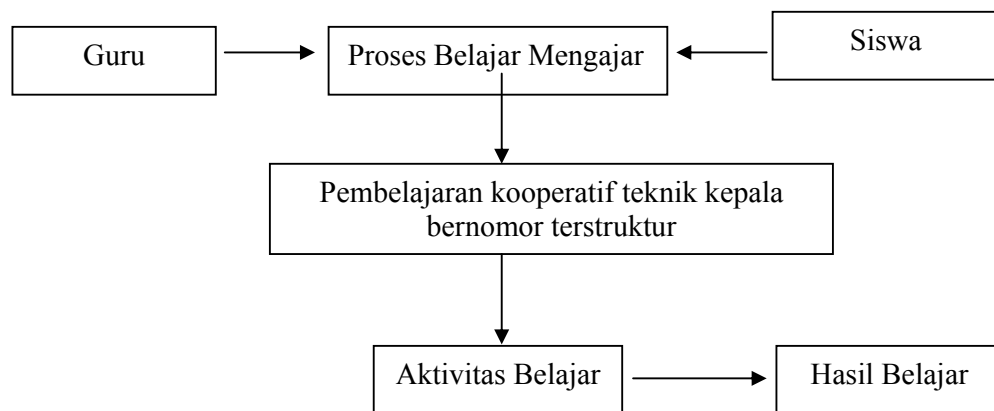 Guru
Proses Belajar Mengajar
Siswa
Pembelajaran kooperatif teknik kepala
bernomor terstruktur
Aktivitas Belajar
Hasil Belajar